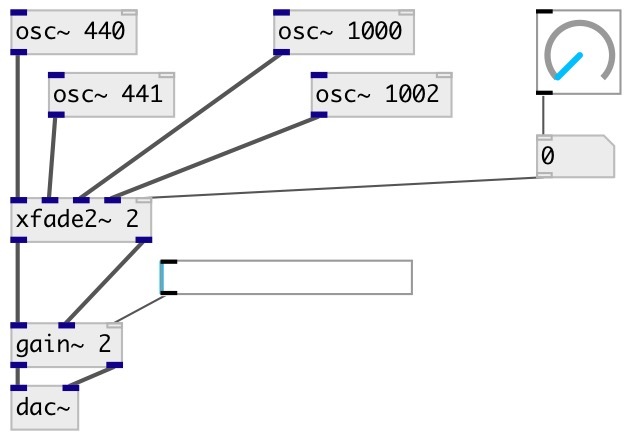 osc~ 440
osc~ 1000
osc~ 441
osc~ 1002
0
xfade2~ 2
gain~ 2
dac~